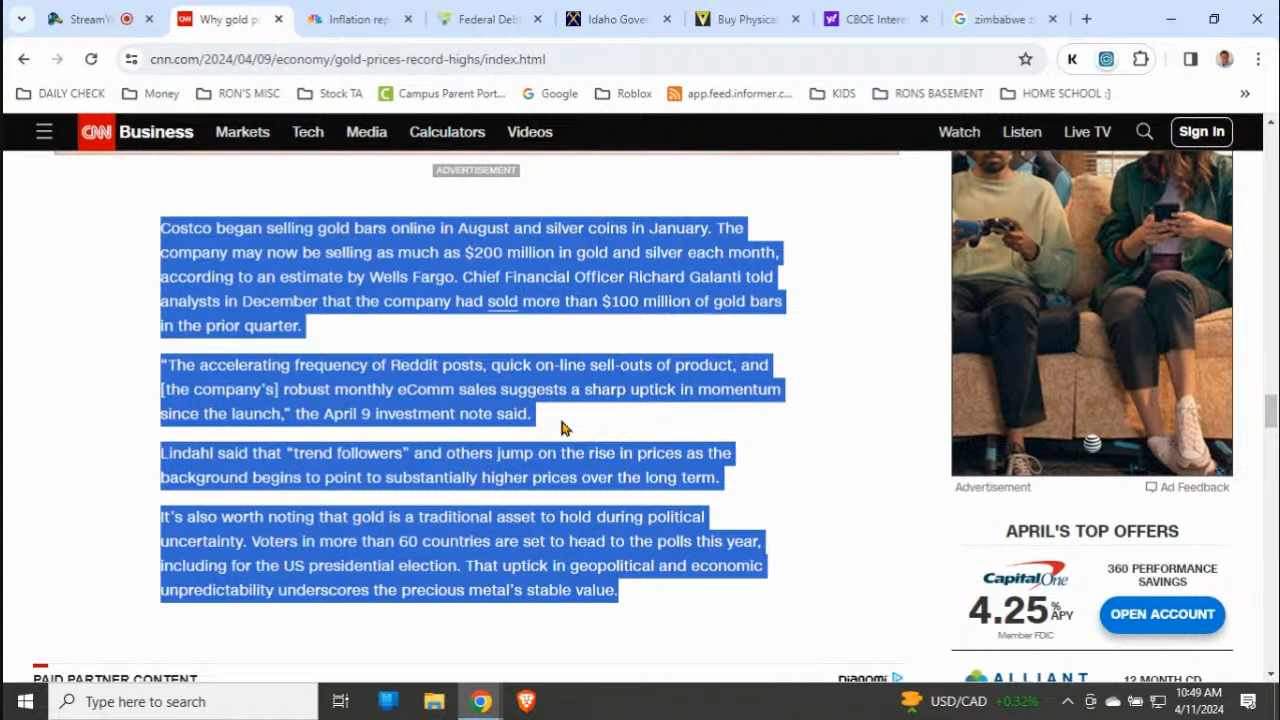 StreamY
Why gold p
Inflation rep
Federal Deb
Idaho Gove
Buy Physica
CBOE Intere
zimbabwe z
cnn.com/2024/04/09/economy/gold-prices-record-highs/index.html
K
DAILY CHECK
Money
RON'S MISC
Stock TA
Campus Parent Port...
Google
Roblox
app.feed.informer.c...
KIDS
RONS BASEMENT
HOME SCHOOL :]
CNN Business
Markets
Tech
Media
Calculators
Videos
Watch
Listen
Live TV
Sign In
ADVERTISEMENT
Costco began selling gold bars online in August and silver coins in January. The
company may now be selling as much as $200 million in gold and silver each month,
according to an estimate by Wells Fargo. Chief Financial Officer Richard Galanti told
analysts in December that the company had sold more than $100 million of gold bars
in the prior quarter.
“The accelerating frequency of Reddit posts, quick on-line sell-outs of product, and
[the company’s] robust monthly eComm sales suggests a sharp uptick in momentum
since the launch,” the April 9 investment note said.
Lindahl said that “trend followers” and others jump on the rise in prices as the
background begins to point to substantially higher prices over the long term.
It’s also worth noting that gold is a traditional asset to hold during political
uncertainty. Voters in more than 60 countries are set to head to the polls this year,
including for the US presidential election. That uptick in geopolitical and economic
unpredictability underscores the precious metal’s stable value.
Advertisement
Ad Feedback
APRIL'S TOP OFFERS
Capital One
4.25% APY
Member FDIC
360 PERFORMANCE
SAVINGS
OPEN ACCOUNT
ALLIANT
12 MONTH CD
PAID PARTNER CONTENT
DIANOMI
Type here to search
USD/CAD +0.32%
10:49 AM
4/11/2024